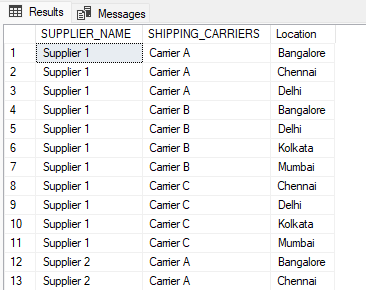 Results Messages
SUPPLIER_NAME SHIPPING_CARRIERS Location
1 Supplier 1 Carrier A Bangalore
2 Supplier 1 Carrier A Chennai
3 Supplier 1 Carrier A Delhi
4 Supplier 1 Carrier B Bangalore
5 Supplier 1 Carrier B Delhi
6 Supplier 1 Carrier B Kolkata
7 Supplier 1 Carrier B Mumbai
8 Supplier 1 Carrier C Chennai
9 Supplier 1 Carrier C Delhi
10 Supplier 1 Carrier C Kolkata
11 Supplier 1 Carrier C Mumbai
12 Supplier 2 Carrier A Bangalore
13 Supplier 2 Carrier A Chennai